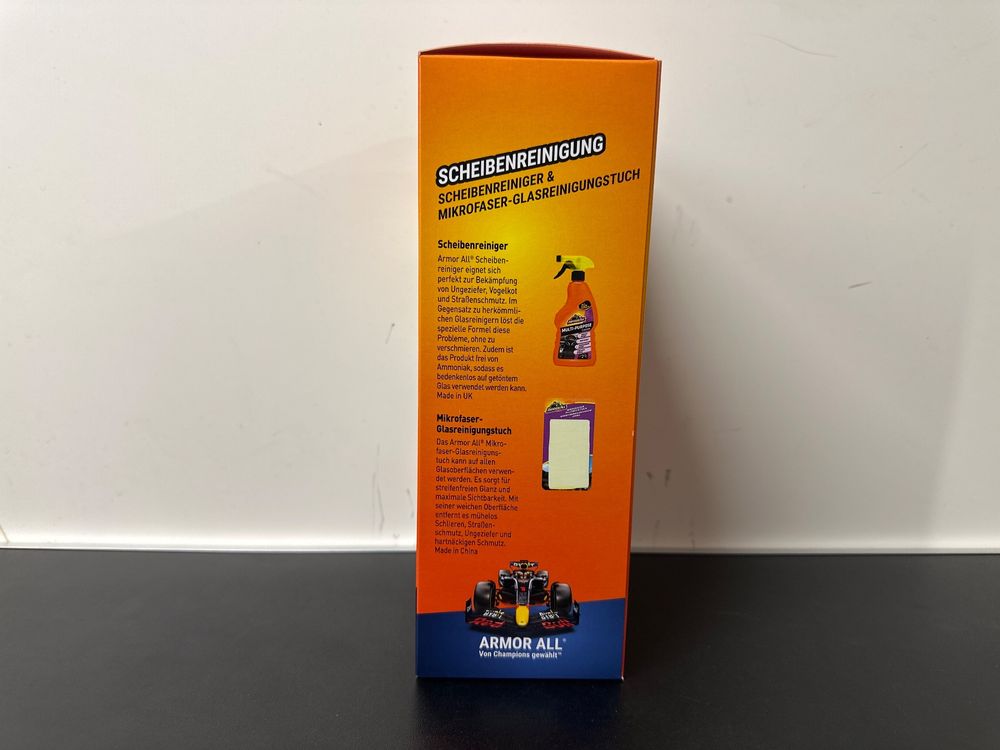 SCHEIBENREINIGUNG
SCHEIBENREINIGER &
MIKROFASER-GLASREINIGUNGSTUCH
Scheibenreiniger
Armor All® Scheiben-
reiniger eignet sich
perfekt zur Bekämpfung
von Ungeziefer, Vogelkot
und Straßenschmutz. Im
Gegensatz zu herkömmli-
chen Glasreinigern löst die
spezielle Formel diese
Probleme, ohne zu
verschmieren. Zudem ist
das Produkt frei von
Ammoniak, sodass es
bedenkenlos auf getöntem
Glas verwendet werden kann.
Made in UK
MULTI-PURPOSE
Mikrofaser-
Glasreinigungstuch
Das Armor All® Mikro-
faser-Glasreinigungs-
tuch kann auf allen
Glasoberflächen verwen-
det werden. Es sorgt für
streifenfreien Glanz und
maximale Sichtbarkeit. Mit
seiner weichen Oberfläche
entfernt es mühelos
Schlieren, Straßen-
schmutz, Ungeziefer und
hartnäckigen Schmutz.
Made in China
ARMOR ALL®
Von Champions gewählt™